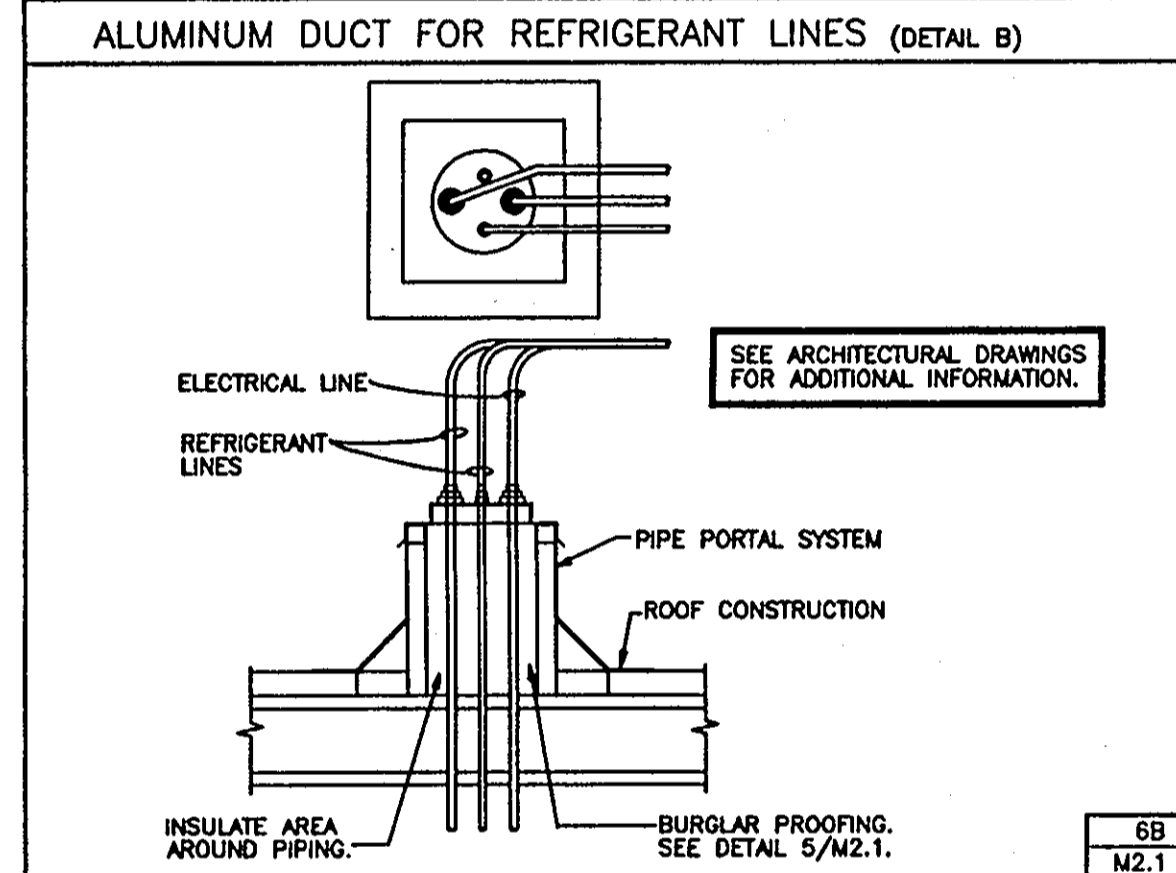 ALUMINUM DUCT FOR REFRIGERANT LINES (DETAIL B)
SEE ARCHITECTURAL DRAWINGS
FOR ADDITIONAL INFORMATION.
ELECTRICAL LINE
REFRIGERANT
LINES
PIPE PORTAL SYSTEM
ROOF CONSTRUCTION
INSULATE AREA
AROUND PIPING.
BURGLAR PROOFING.
SEE DETAIL 5/M2.1.
6B
M2.1